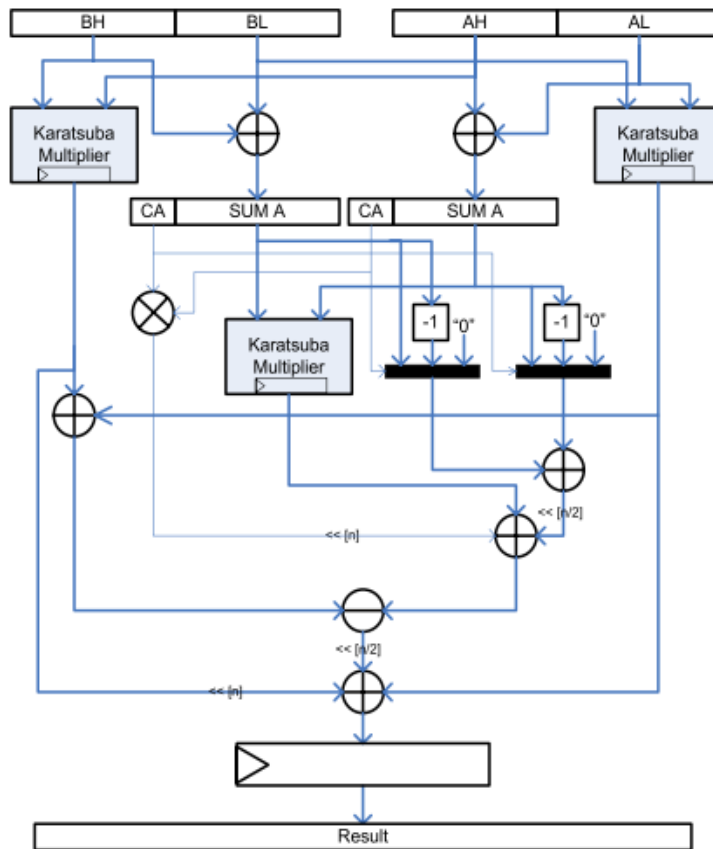 BH BL AH AL
Karatsuba
Multiplier
Karatsuba
Multiplier
CA SUM A CA SUM A
-1 "0" -1 "0"
Karatsuba
Multiplier
<< [n/2]
<< [n]
<< [n/2]
<< [n]
Result